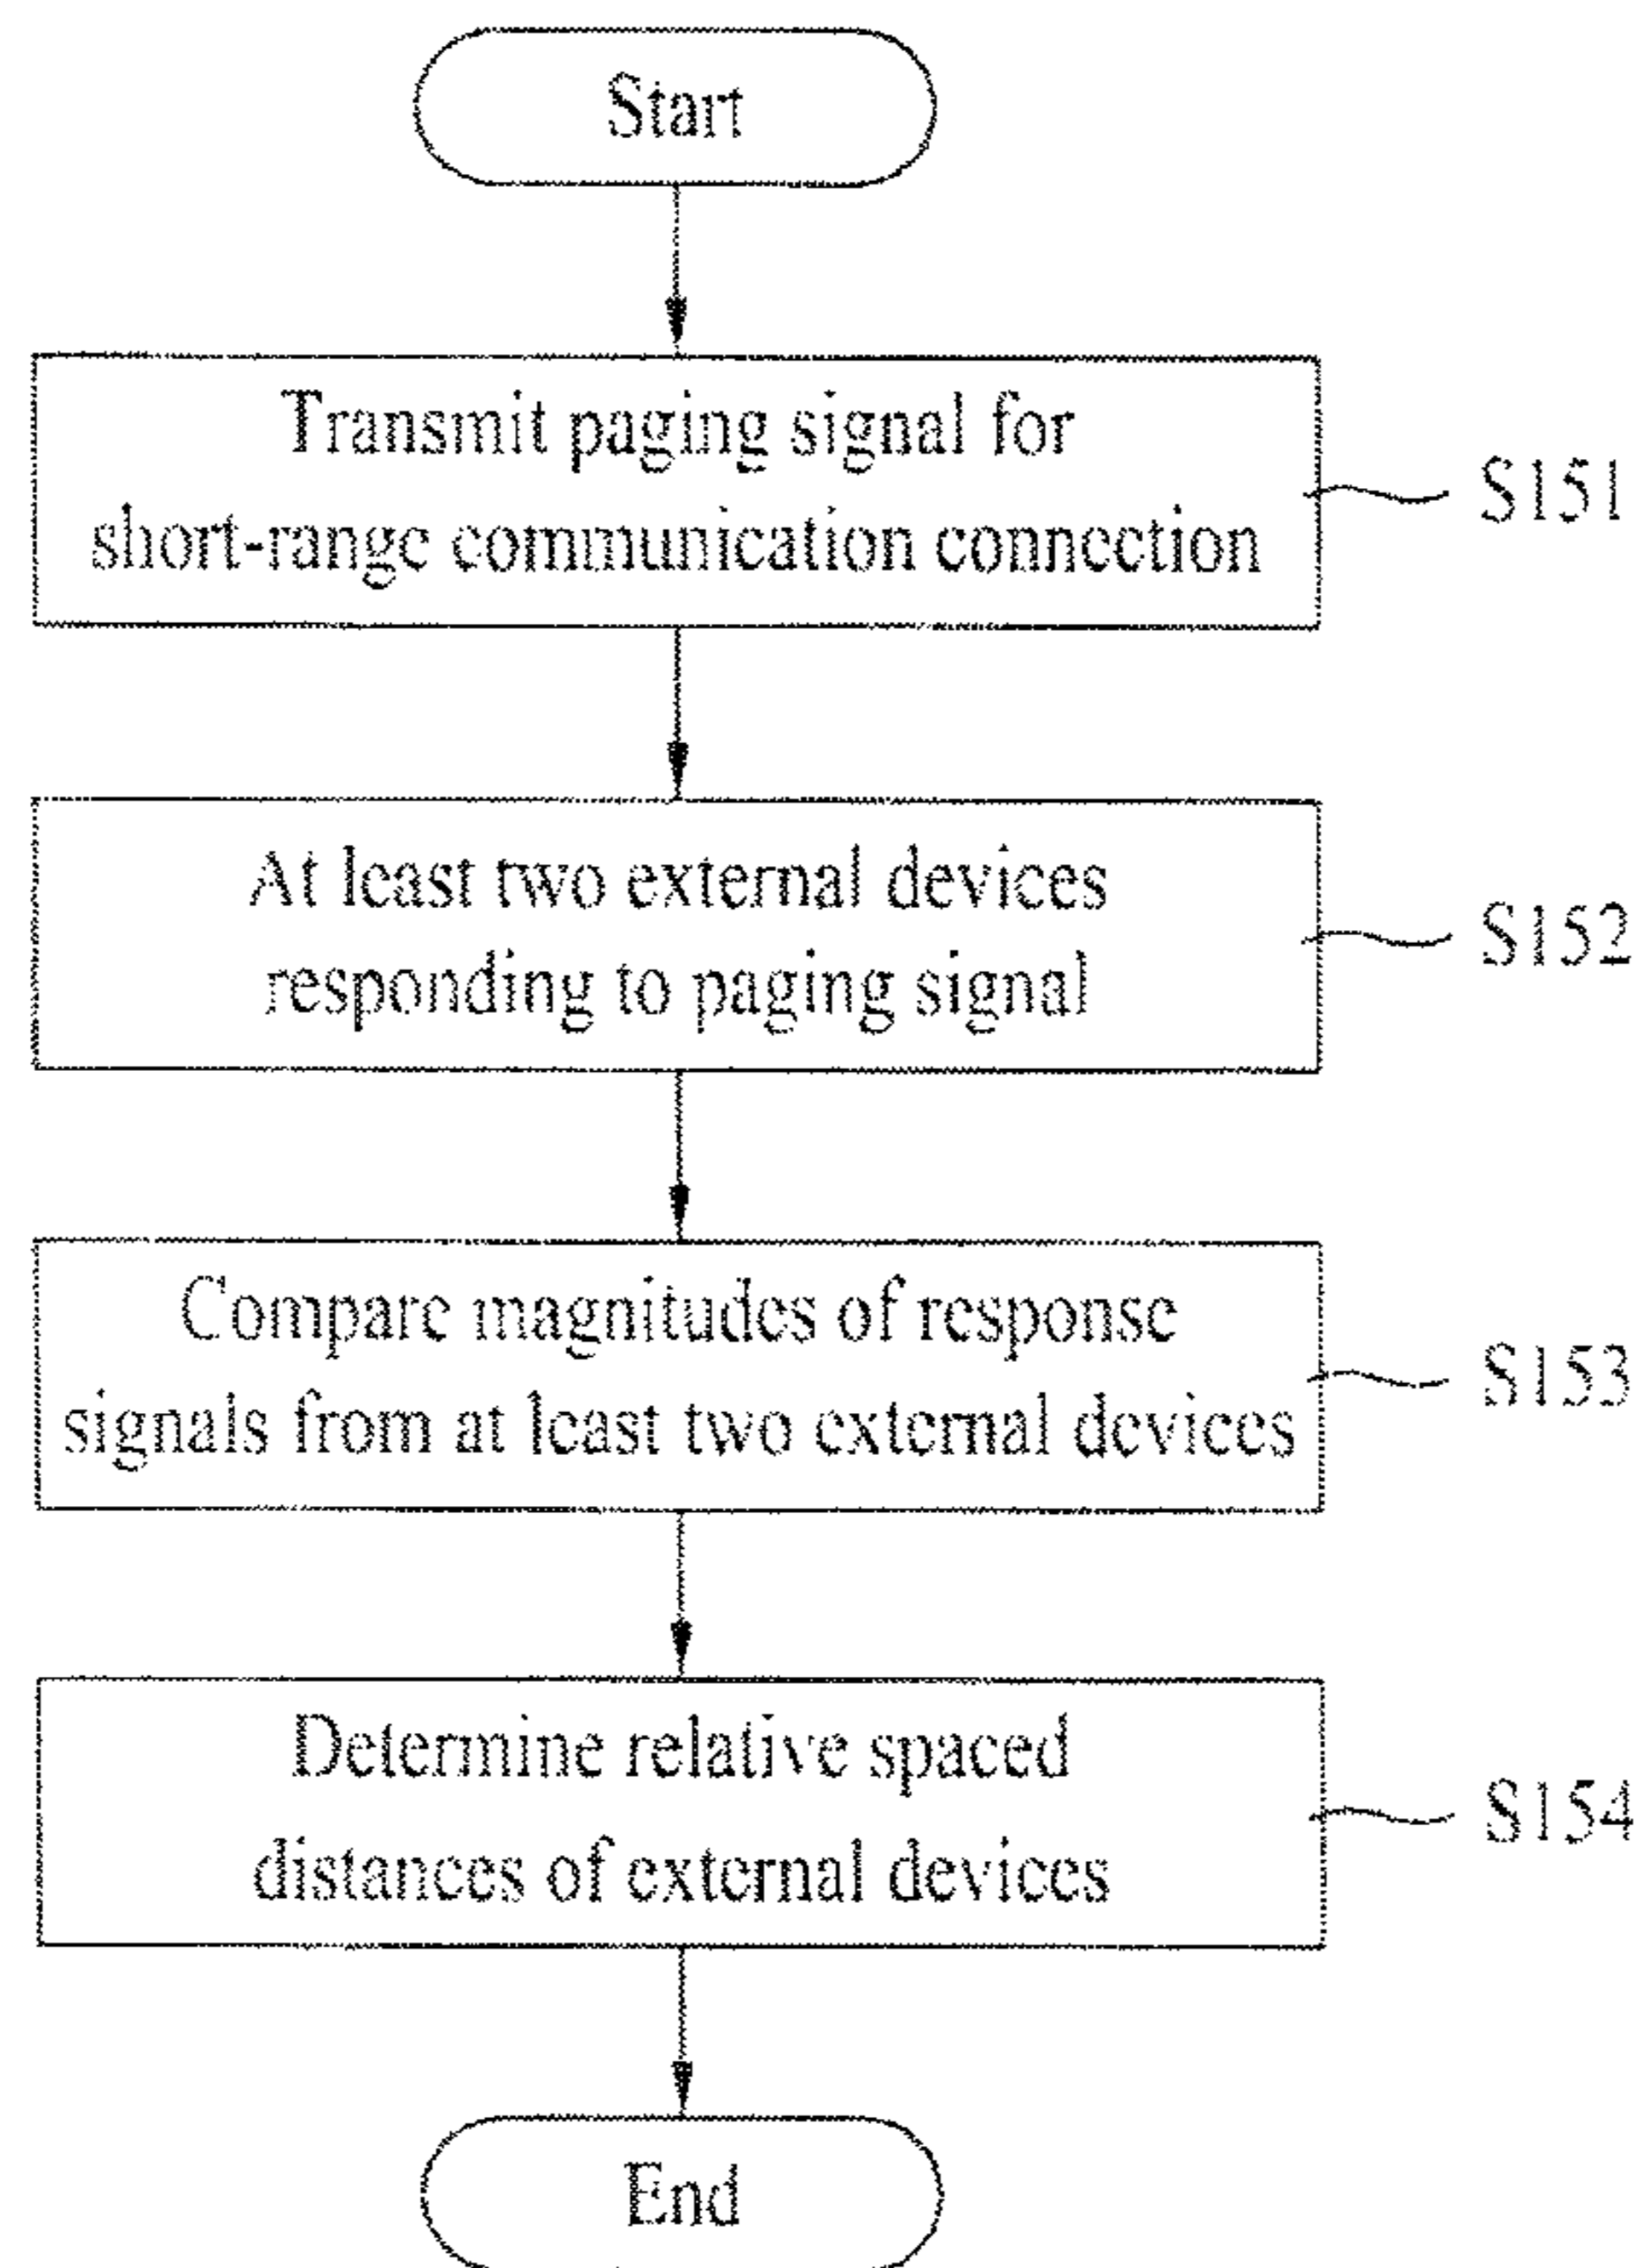 Start
Transmit paging signal for
short-range communication connection
S151
At least two external devices
responding to paging signal
S152
Compare magnitudes of response
signals from at least two external devices
S153
Determine relative spaced
distances of external devices
S154
End